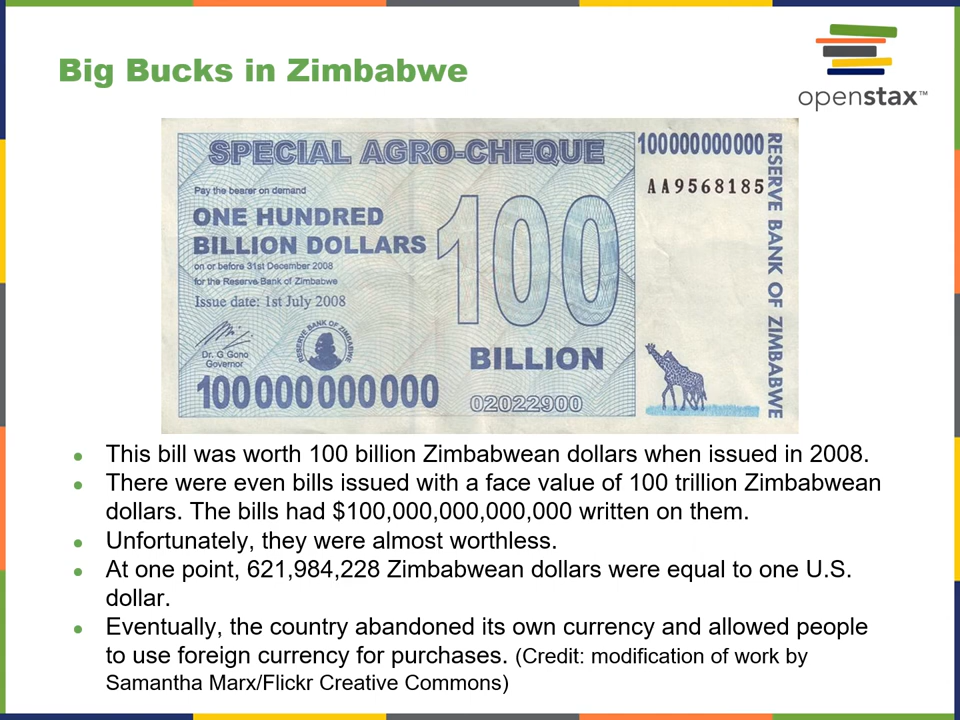 Big Bucks in Zimbabwe
openstax™
SPECIAL AGRO-CHEQUE
100000000000
AA9568185
Pay the bearer on demand
ONE HUNDRED
BILLION DOLLARS
on or before 31st December 2008
for the Reserve Bank of Zimbabwe
Issue date: 1st July 2008
Dr. G Gono
Governor
RESERVE BANK OF ZIMBABWE
100000000000
100
BILLION
02022900
RESERVE BANK OF ZIMBABWE
● This bill was worth 100 billion Zimbabwean dollars when issued in 2008.
● There were even bills issued with a face value of 100 trillion Zimbabwean
dollars. The bills had $100,000,000,000,000 written on them.
● Unfortunately, they were almost worthless.
● At one point, 621,984,228 Zimbabwean dollars were equal to one U.S.
dollar.
● Eventually, the country abandoned its own currency and allowed people
to use foreign currency for purchases. (Credit: modification of work by
Samantha Marx/Flickr Creative Commons)